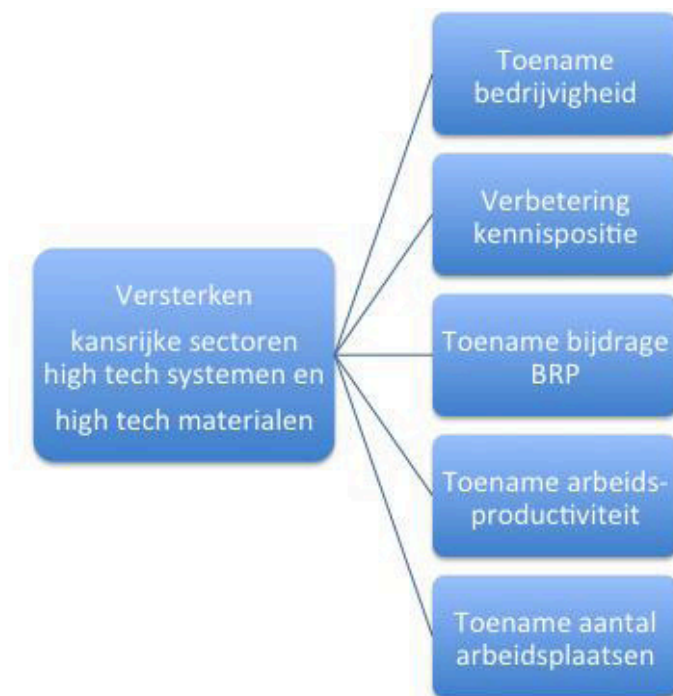 Versterken
kansrijke sectoren
high tech systemen en
high tech materialen
Toename
bedrijvigheid
Verbetering
kennispositie
Toename bijdrage
BRP
Toename arbeids-
productiviteit
Toename aantal
arbeidsplaatsen